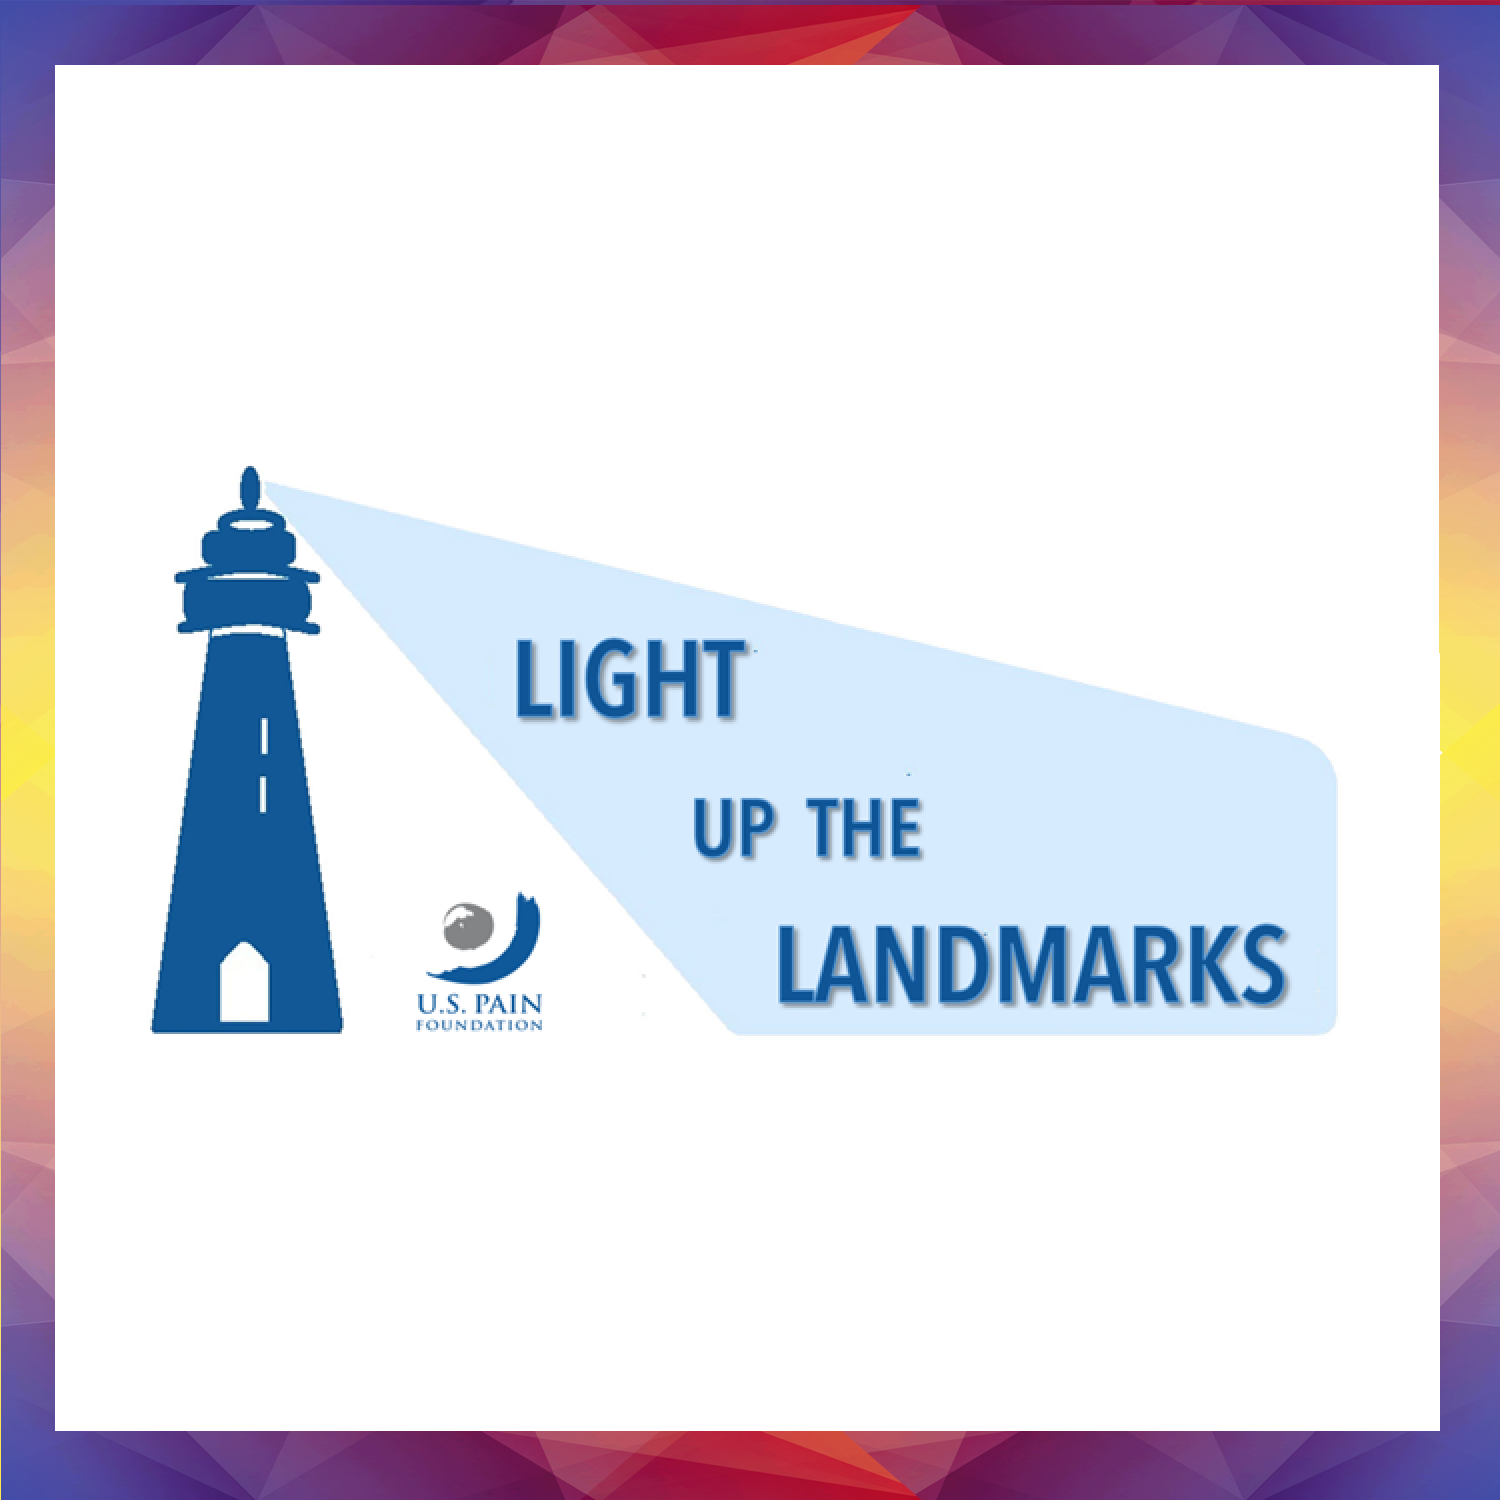 LIGHT
UP THE
LANDMARKS
U.S. PAIN
FOUNDATION